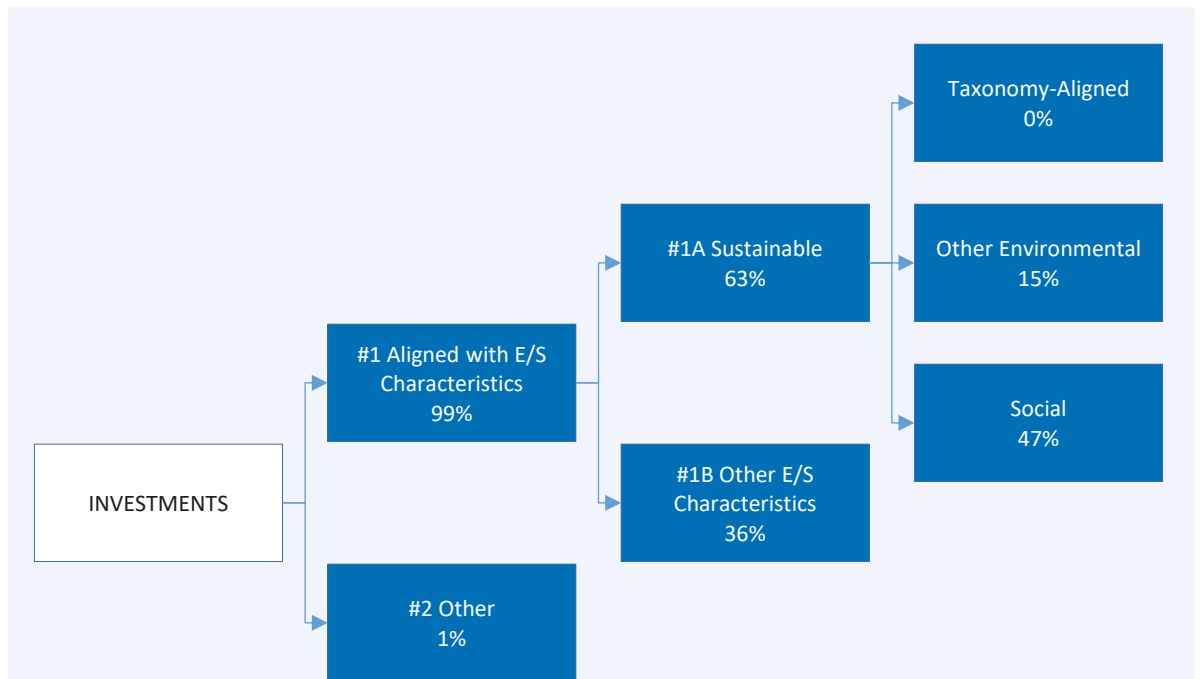 INVESTMENTS
#1 Aligned with E/S
Characteristics
99%
#2 Other
1%
#1A Sustainable
63%
#1B Other E/S
Characteristics
36%
Taxonomy-Aligned
0%
Other Environmental
15%
Social
47%